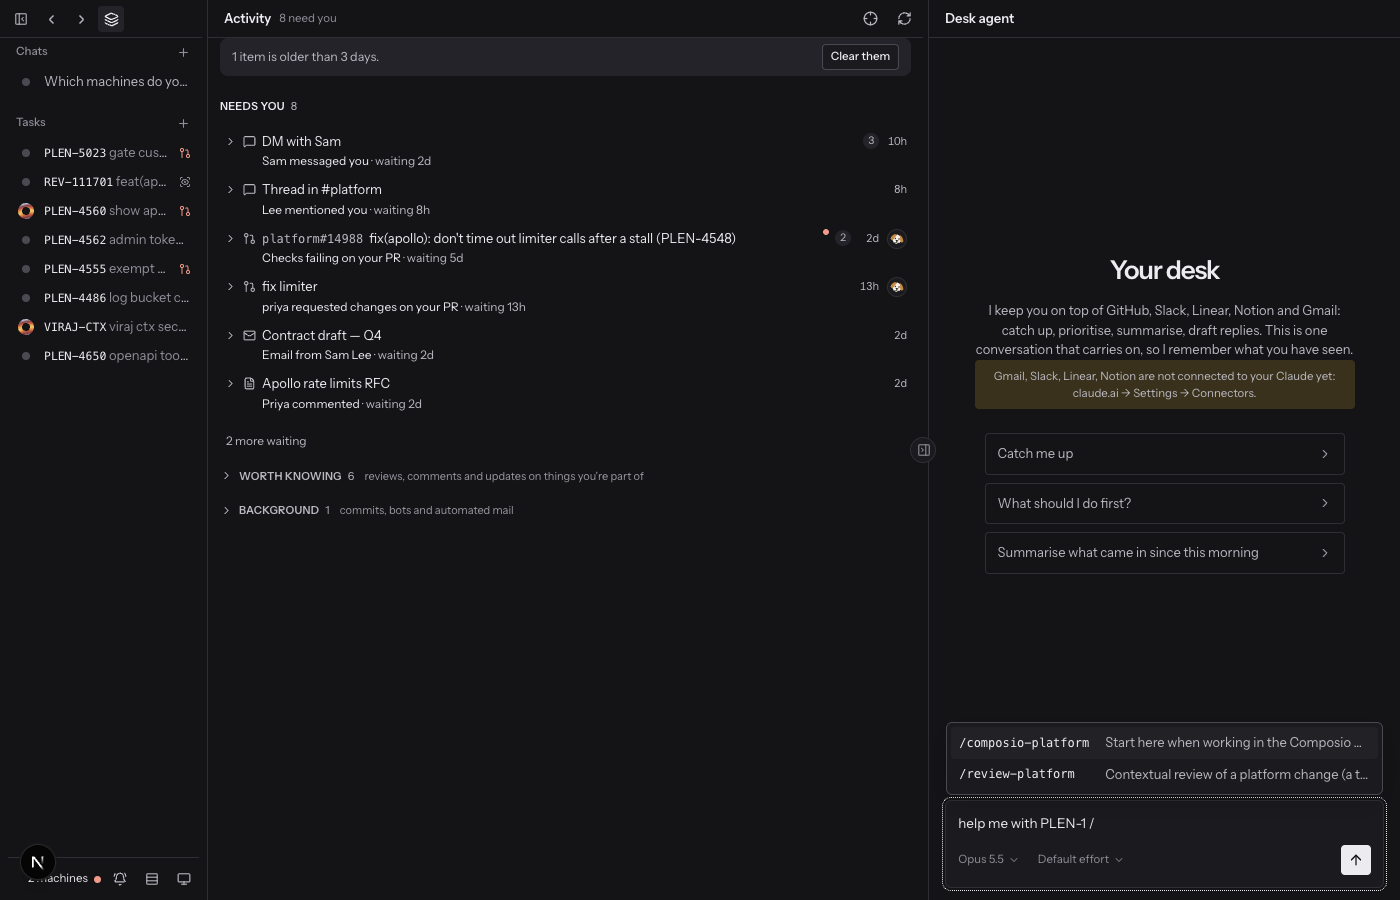 Activity 8 need you
Desk agent
Chats
Which machines do yo...
Tasks
PLEN-5023 gate cus...
REV-111701 feat(ap...
PLEN-4560 show ap...
PLEN-4562 admin toke...
PLEN-4555 exempt ...
PLEN-4486 log bucket c...
VIRAJ-CTX viraj ctx sec...
PLEN-4650 openapi too...
N
machines
1 item is older than 3 days.
Clear them
NEEDS YOU 8
DM with Sam 3 10h
Sam messaged you · waiting 2d
Thread in #platform 8h
Lee mentioned you · waiting 8h
platform#14988 fix(apollo): don't time out limiter calls after a stall (PLEN-4548) 2 2d
Checks failing on your PR · waiting 5d
fix limiter 13h
priya requested changes on your PR · waiting 13h
Contract draft — Q4 2d
Email from Sam Lee · waiting 2d
Apollo rate limits RFC 2d
Priya commented · waiting 2d
2 more waiting
WORTH KNOWING 6 reviews, comments and updates on things you're part of
BACKGROUND 1 commits, bots and automated mail
Your desk
I keep you on top of GitHub, Slack, Linear, Notion and Gmail:
catch up, prioritise, summarise, draft replies. This is one
conversation that carries on, so I remember what you have seen.
Gmail, Slack, Linear, Notion are not connected to your Claude yet:
claude.ai → Settings → Connectors.
Catch me up
What should I do first?
Summarise what came in since this morning
/composio-platform Start here when working in the Composio ...
/review-platform Contextual review of a platform change (a t...
help me with PLEN-1 /
Opus 5.5 Default effort